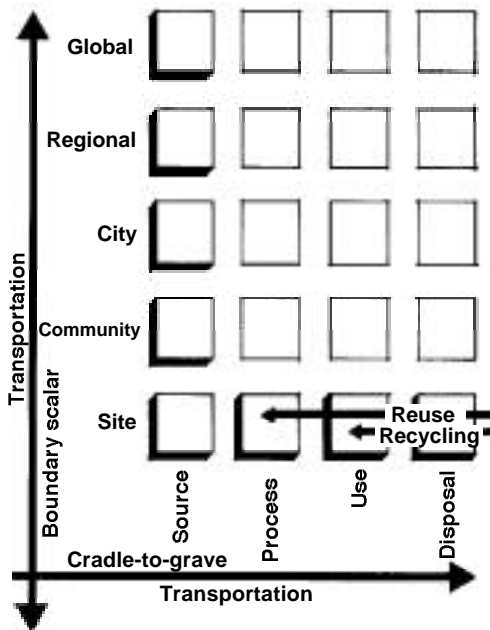 Global
Regional
City
Community
Site
Reuse
Recycling
Transportation
Boundary scalar
Source
Process
Use
Disposal
Cradle-to-grave
Transportation